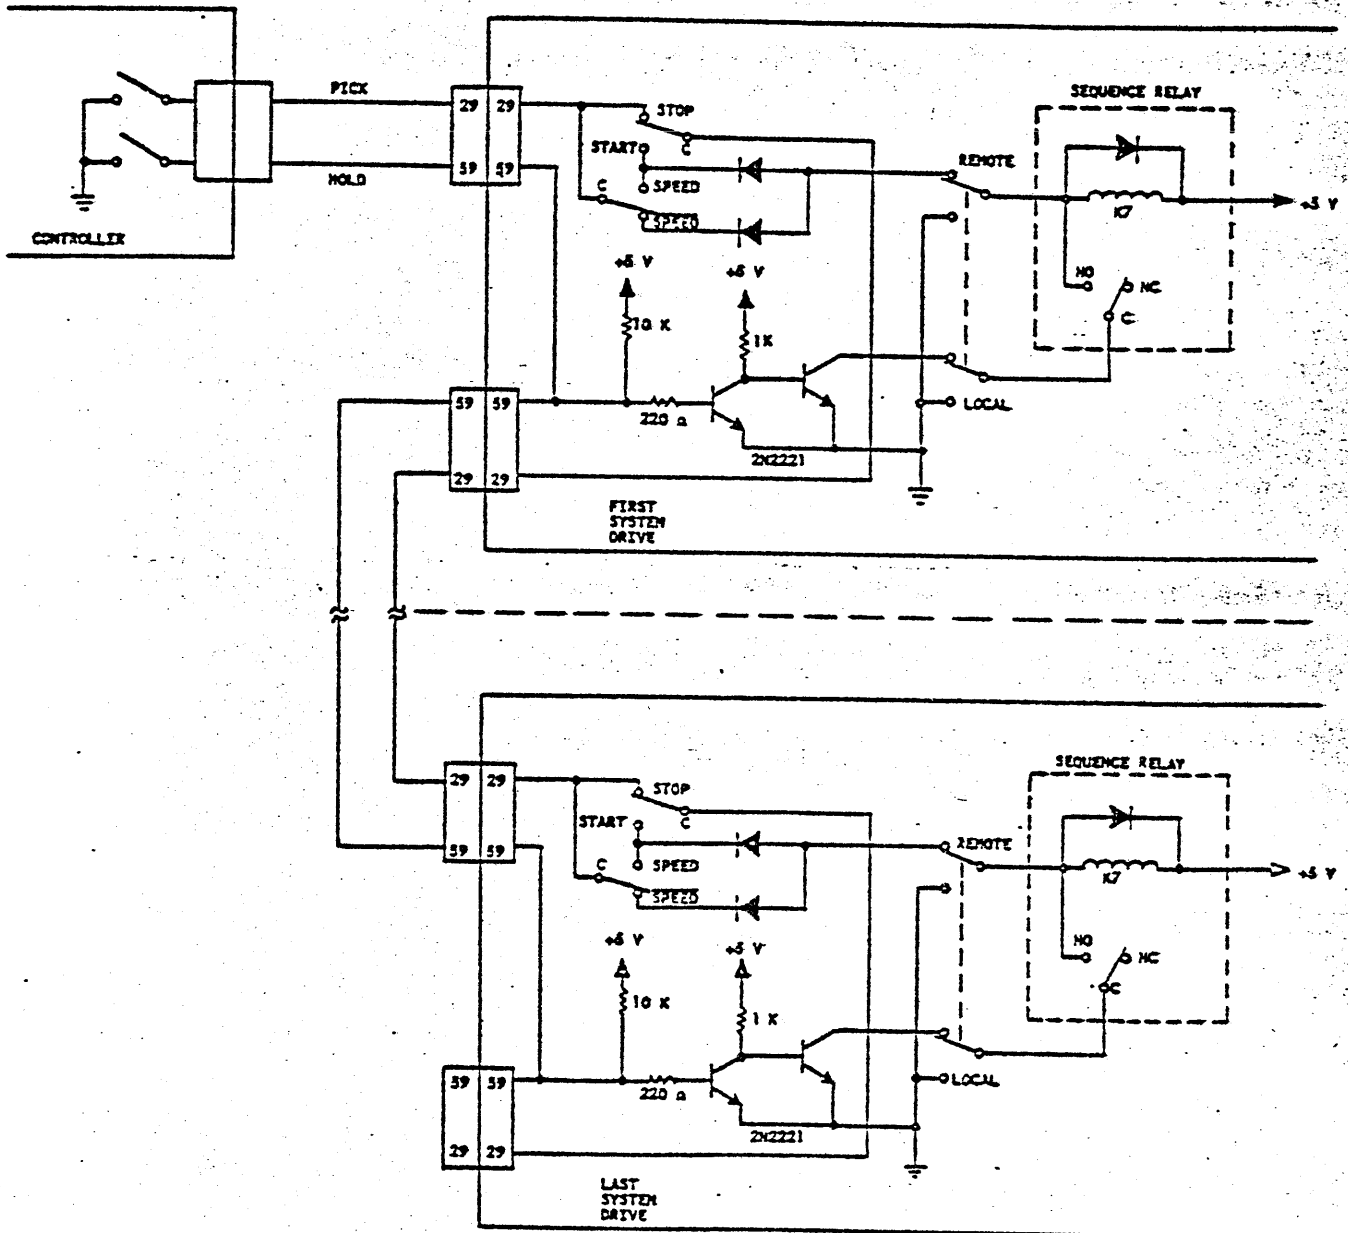 PICK
HOLD
CONTROLLER
29 29
59 59
STOP
C
START
C
SPEED
SPEED
REMOTE
SEQUENCE RELAY
K7
+5 V
NO
NC
C
+5 V
+5 V
10 K
1K
59 59
220 Ω
LOCAL
2N2221
29 29
FIRST
SYSTEM
DRIVE
29 29
59 59
STOP
C
START
C
SPEED
SPEED
REMOTE
SEQUENCE RELAY
K7
+5 V
NO
NC
C
+5 V
+5 V
10 K
1 K
59 59
220 Ω
LOCAL
2N2221
29 29
LAST
SYSTEM
DRIVE